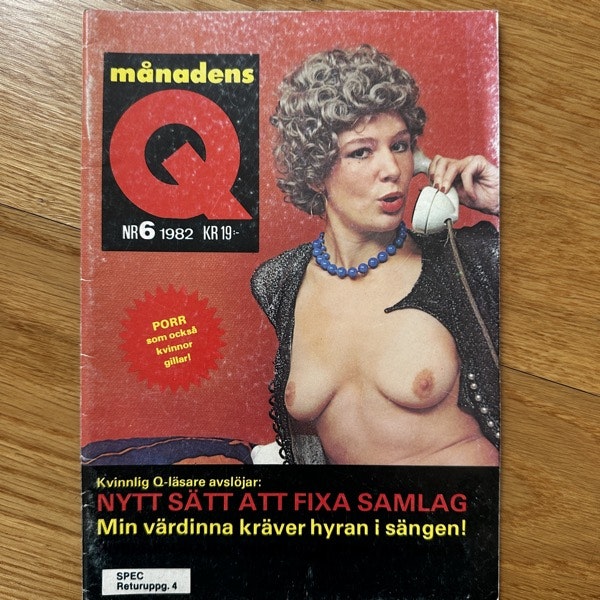 månadens
Q
NR6 1982 KR 19:-
PORR
som också
kvinnor
gillar!
Kvinnlig Q-läsare avslöjar:
NYTT SÄTT ATT FIXA SAMLAG
Min värdinna kräver hyran i sängen!
SPEC
Returuppg. 4